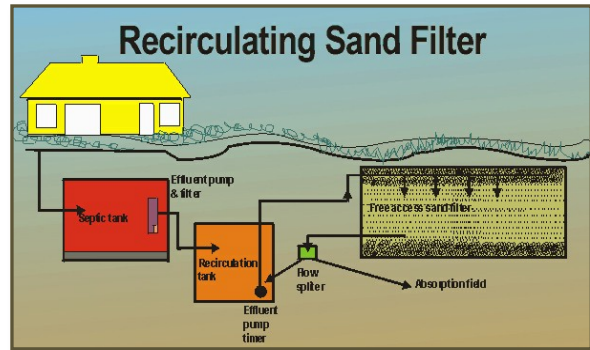 Recirculating Sand Filter
Effluent pump
& filter
Septic tank
Free access sand filter
Recirculation
tank
Flow
spliter
Absorption field
Effluent
pump
timer